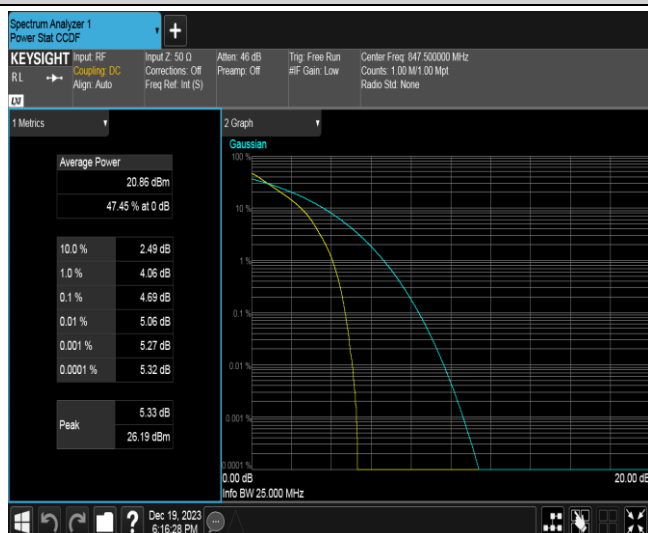 Spectrum Analyzer 1
Power Stat CCDF
+
KEYSIGHT
RL
LXI
Input: RF
Coupling: DC
Align: Auto
Input Z: 50 Ω
Corrections: Off
Freq Ref: Int (S)
Atten: 46 dB
Preamp: Off
Trig: Free Run
#IF Gain: Low
Center Freq: 847.500000 MHz
Counts: 1.00 M/1.00 Mpt
Radio Std: None
1 Metrics
Average Power
20.86 dBm
47.45 % at 0 dB
10.0 % 2.49 dB
1.0 % 4.06 dB
0.1 % 4.69 dB
0.01 % 5.06 dB
0.001 % 5.27 dB
0.0001 % 5.32 dB
Peak
5.33 dB
26.19 dBm
2 Graph
Gaussian
100 %
10 %
1 %
0.1 %
0.01 %
0.001 %
0.0001 %
0.00 dB
20.00 dB
Info BW 25.000 MHz
?
Dec 19, 2023
6:16:28 PM